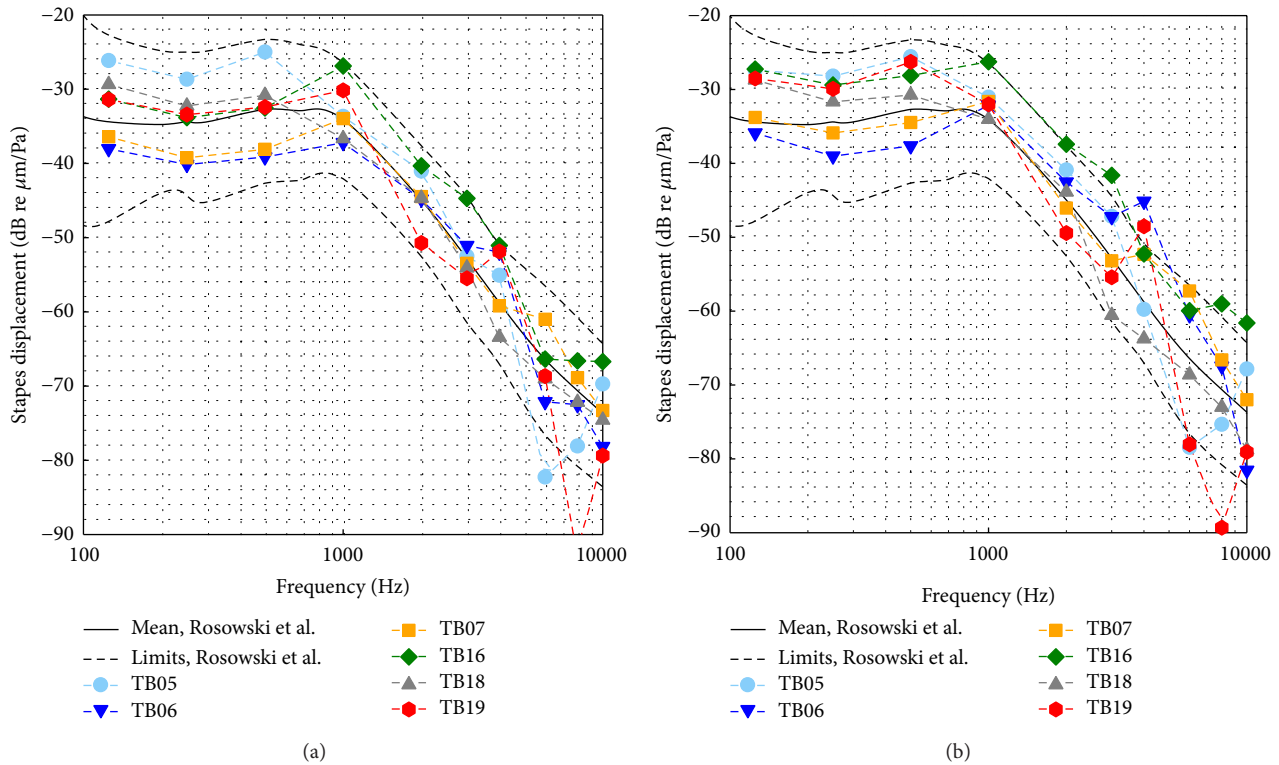 −20
−30
−40
−50
−60
−70
−80
−90
100
1000
10000
Stapes displacement (dB re μm/Pa)
Frequency (Hz)
Mean, Rosowski et al.
Limits, Rosowski et al.
TB05
TB06
TB07
TB16
TB18
TB19
(a)
−20
−30
−40
−50
−60
−70
−80
−90
100
1000
10000
Stapes displacement (dB re μm/Pa)
Frequency (Hz)
Mean, Rosowski et al.
Limits, Rosowski et al.
TB05
TB06
TB07
TB16
TB18
TB19
(b)